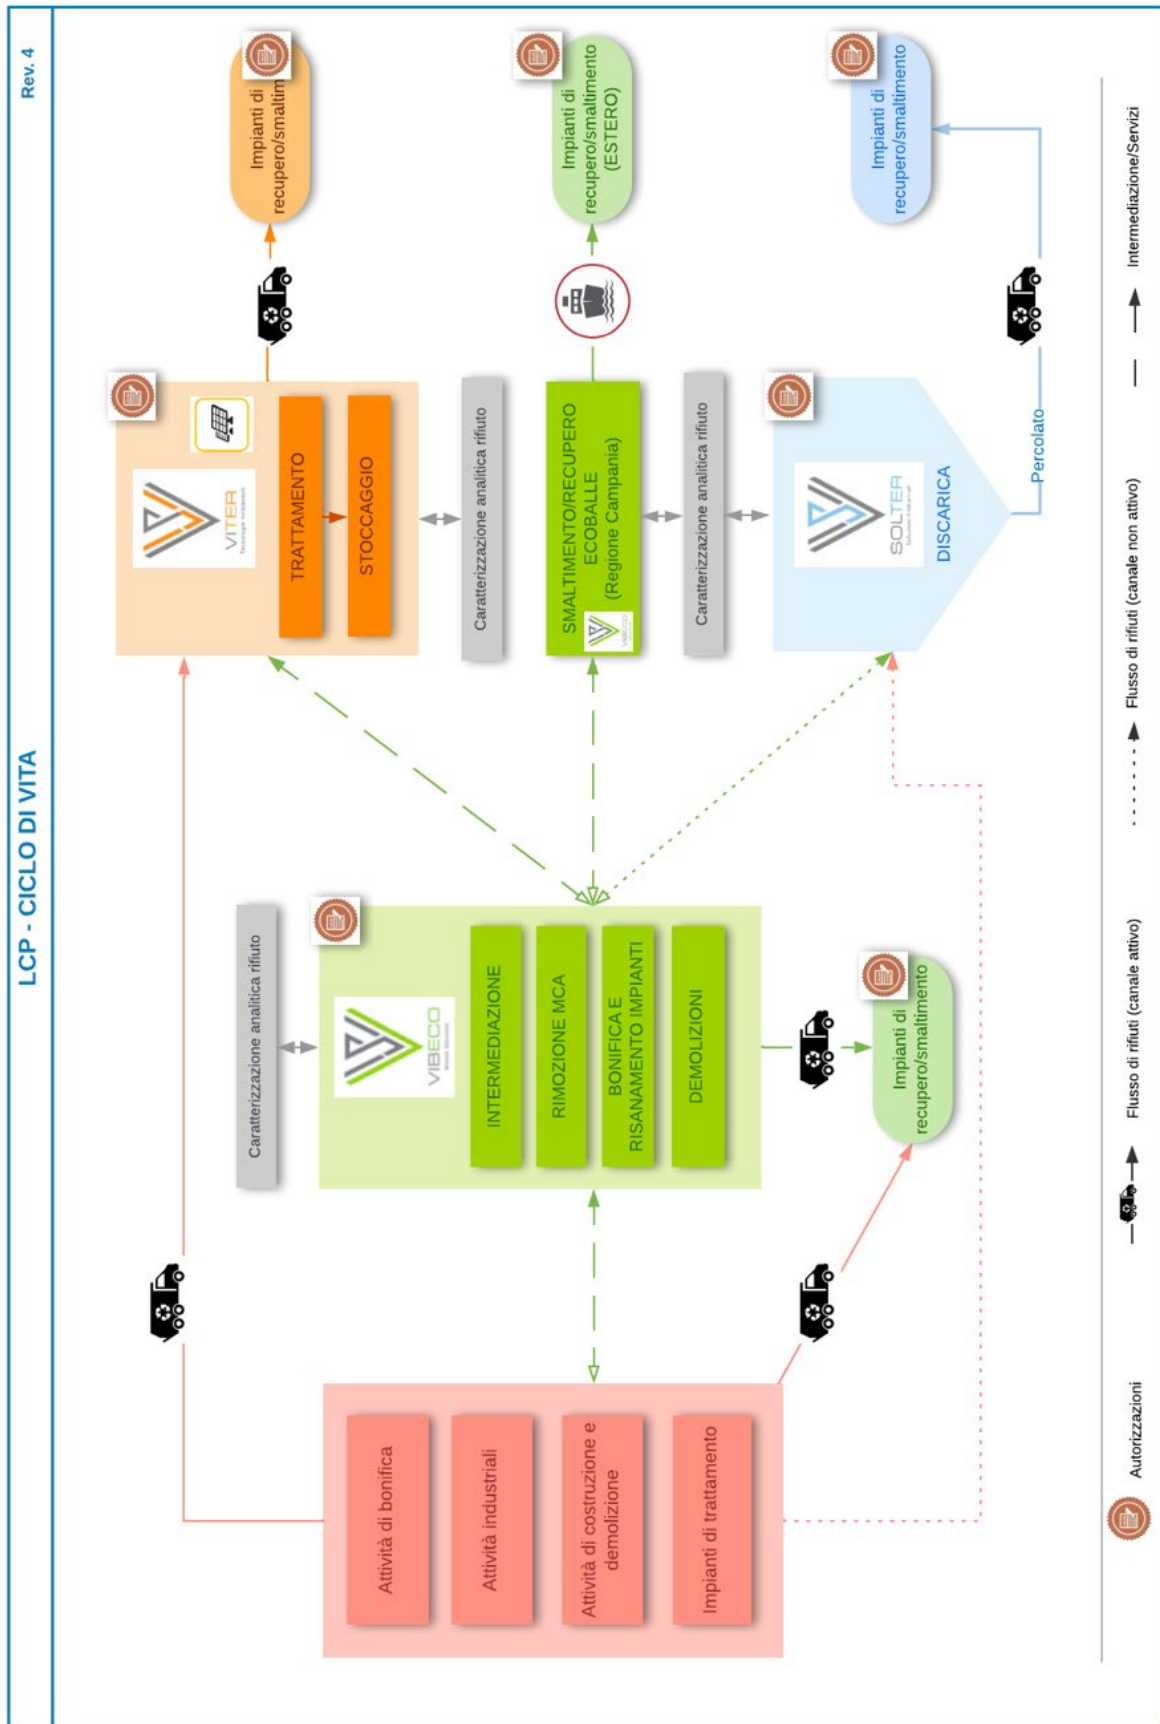 LCP - CICLO DI VITA
Rev. 4
Attività di bonifica
Attività industriali
Attività di costruzione e
demolizione
Impianti di trattamento
Caratterizzazione analitica rifiuto
VIBECO
INTERMEDIAZIONE
RIMOZIONE MCA
BONIFICA E
RISANAMENTO IMPIANTI
DEMOLIZIONI
Impianti di
recupero/smaltimento
VITER
Tecnologie Ambientali
TRATTAMENTO
STOCCAGGIO
Caratterizzazione analitica rifiuto
SMALTIMENTO/RECUPERO
ECOBALLE
(Regione Campania)
VIBECO
Caratterizzazione analitica rifiuto
SOLTER
DISCARICA
Percolato
Impianti di
recupero/smaltim
Impianti di
recupero/smaltimento
(ESTERO)
Impianti di
recupero/smaltimento
Autorizzazioni
Flusso di rifiuti (canale attivo)
Flusso di rifiuti (canale non attivo)
Intermediazione/Servizi